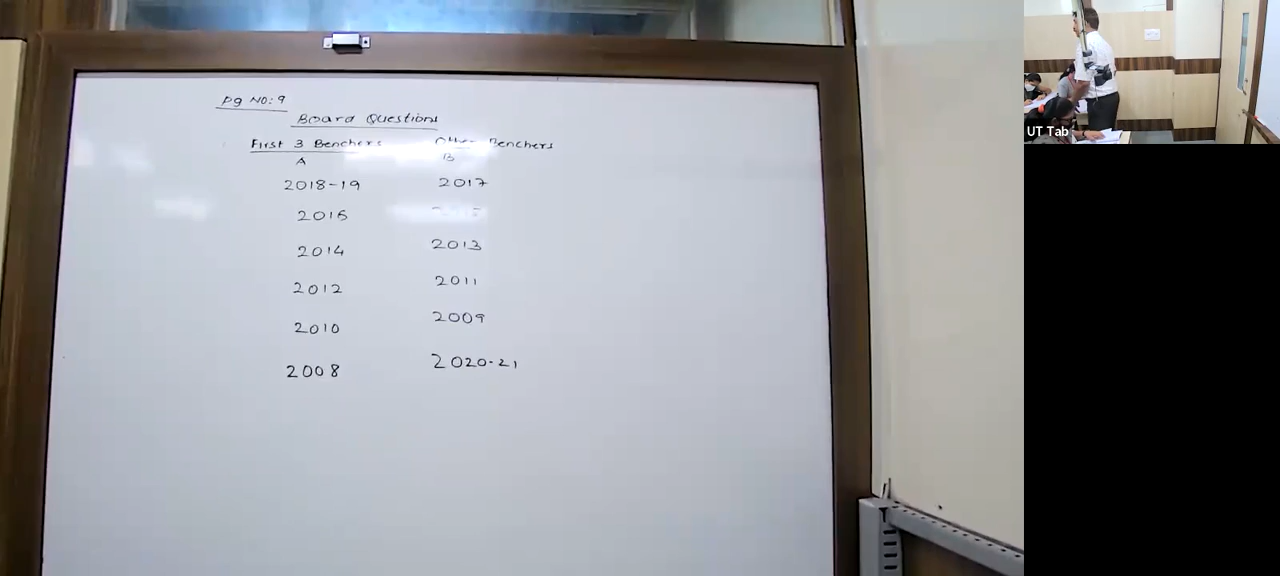 Pg NO: 9
Board Questions
First 3 Benchers Other Benchers
A B
2018-19 2017
2016
2014 2013
2012 2011
2010 2009
2008 2020-21
UT Tab